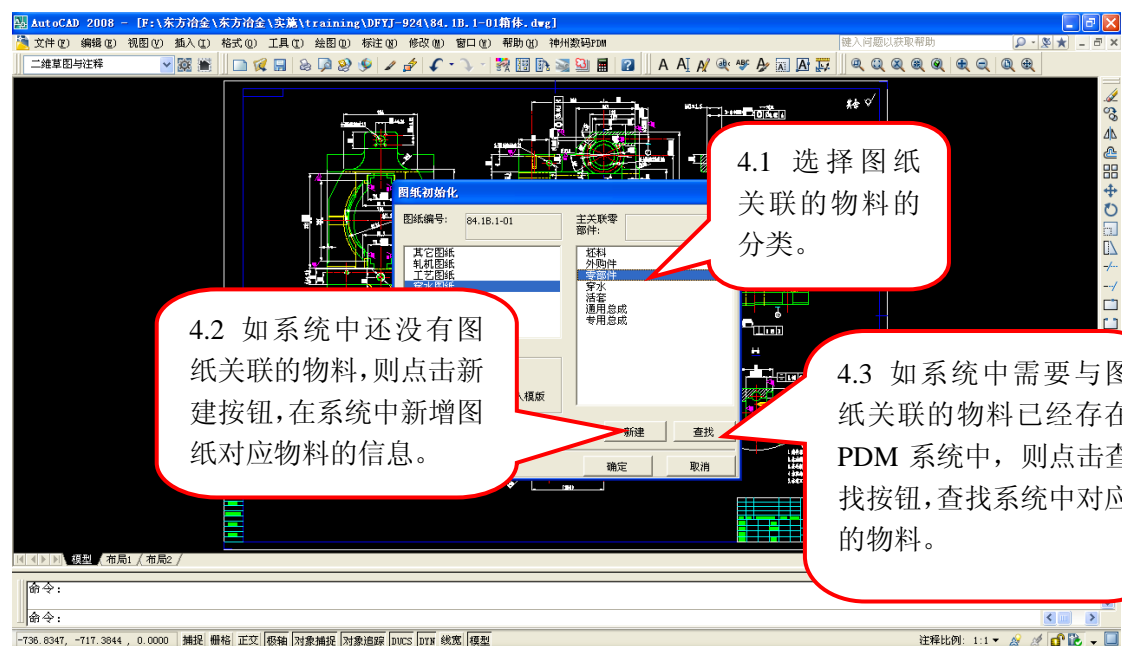 AutoCAD 2008 - [F:\东方冶金\东方冶金\实施\training\DFYJ-924\84.1B.1-01箱体.dwg]
文件(F) 编辑(E) 视图(V) 插入(I) 格式(O) 工具(T) 绘图(D) 标注(N) 修改(M) 窗口(W) 帮助(H) 神州数码PDM
键入问题以获取帮助
二维草图与注释
其余
图纸初始化
图纸编号: 84.1B.1-01
主关联零
部件:
其它图纸
轧机图纸
工艺图纸
穿水图纸
坯料
外购件
零部件
穿水
活套
通用总成
专用总成
模版
新建 查找
确定 取消
4.1 选择图纸
关联的物料的
分类。
4.2 如系统中还没有图
纸关联的物料,则点击新
建按钮,在系统中新增图
纸对应物料的信息。
4.3 如系统中需要与图
纸关联的物料已经存在
PDM 系统中，则点击查
找按钮,查找系统中对应
的物料。
模型 布局1 布局2
命令:
命令:
-736.8347, -717.3844 , 0.0000 捕捉 栅格 正交 极轴 对象捕捉 对象追踪 DUCS DYN 线宽 模型
注释比例: 1:1